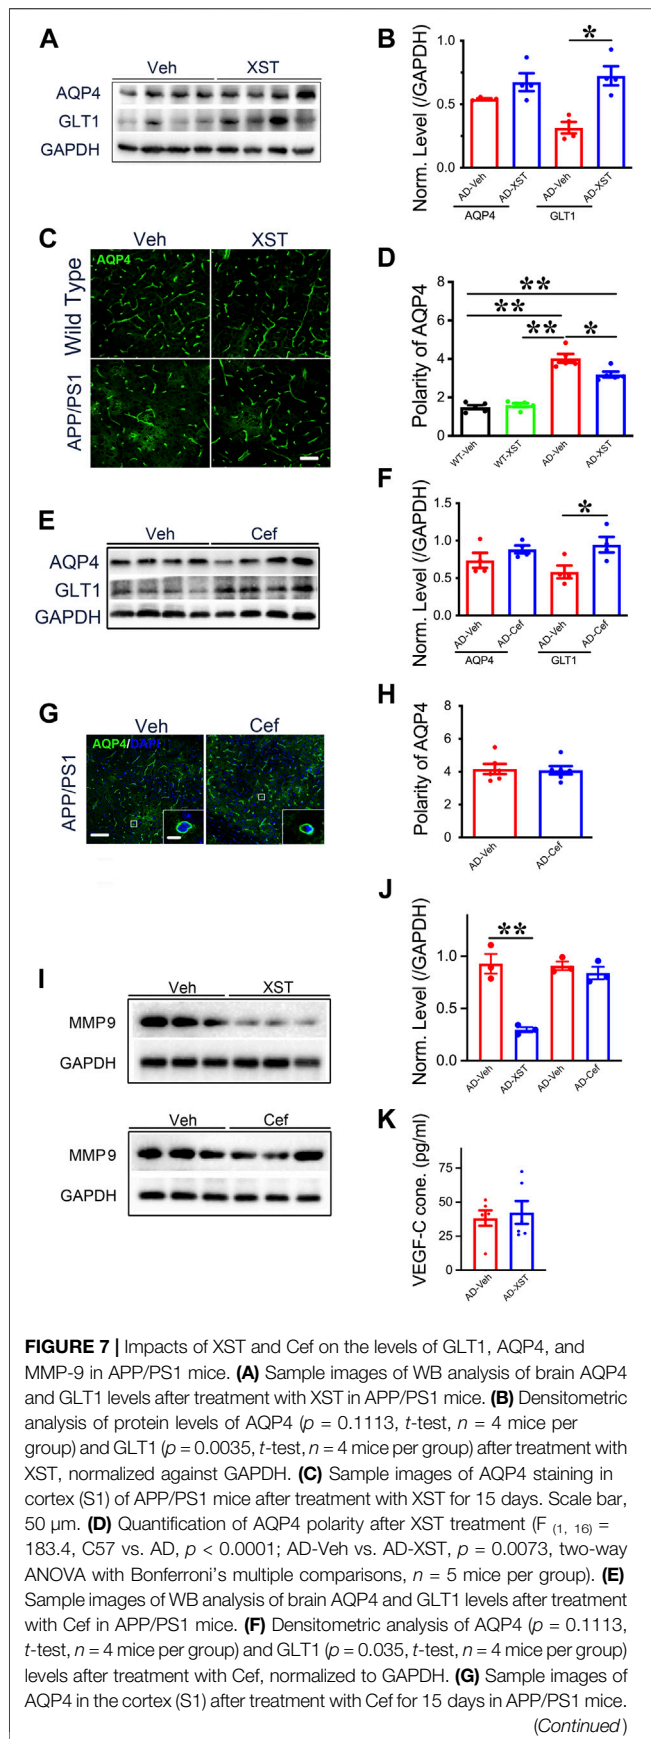 A
Veh XST
AQP4
GLT1
GAPDH
B
Norm. Level (/GAPDH)
1.0
0.5
0.0
*
AD-Veh AD-XST AD-Veh AD-XST
AQP4 GLT1
C
Veh XST
AQP4
Wild Type
APP/PS1
D
Polarity of AQP4
8
6
4
2
0
**
**
** *
WT-Veh WT-XST AD-Veh AD-XST
E
Veh Cef
AQP4
GLT1
GAPDH
F
Norm. Level (/GAPDH)
1.5
1.0
0.5
0.0
*
AD-Veh AD-Cef AD-Veh AD-Cef
AQP4 GLT1
G
Veh Cef
AQP4/DAPI
APP/PS1
H
Polarity of AQP4
8
6
4
2
0
AD-Veh AD-Cef
I
Veh XST
MMP9
GAPDH
Veh Cef
MMP9
GAPDH
J
Norm. Level (/GAPDH)
1.0
0.5
0
**
AD-Veh AD-XST AD-Veh AD-Cef
K
VEGF-C cone. (pg/ml)
75
50
25
0
AD-Veh AD-XST
FIGURE 7 | Impacts of XST and Cef on the levels of GLT1, AQP4, and
MMP-9 in APP/PS1 mice. (A) Sample images of WB analysis of brain AQP4
and GLT1 levels after treatment with XST in APP/PS1 mice. (B) Densitometric
analysis of protein levels of AQP4 (p = 0.1113, t-test, n = 4 mice per
group) and GLT1 (p = 0.0035, t-test, n = 4 mice per group) after treatment with
XST, normalized against GAPDH. (C) Sample images of AQP4 staining in
cortex (S1) of APP/PS1 mice after treatment with XST for 15 days. Scale bar,
50 μm. (D) Quantification of AQP4 polarity after XST treatment (F (1, 16) =
183.4, C57 vs. AD, p < 0.0001; AD-Veh vs. AD-XST, p = 0.0073, two-way
ANOVA with Bonferroni's multiple comparisons, n = 5 mice per group). (E)
Sample images of WB analysis of brain AQP4 and GLT1 levels after treatment
with Cef in APP/PS1 mice. (F) Densitometric analysis of AQP4 (p = 0.1113,
t-test, n = 4 mice per group) and GLT1 (p = 0.035, t-test, n = 4 mice per group)
levels after treatment with Cef, normalized to GAPDH. (G) Sample images of
AQP4 in the cortex (S1) after treatment with Cef for 15 days in APP/PS1 mice.
(Continued)